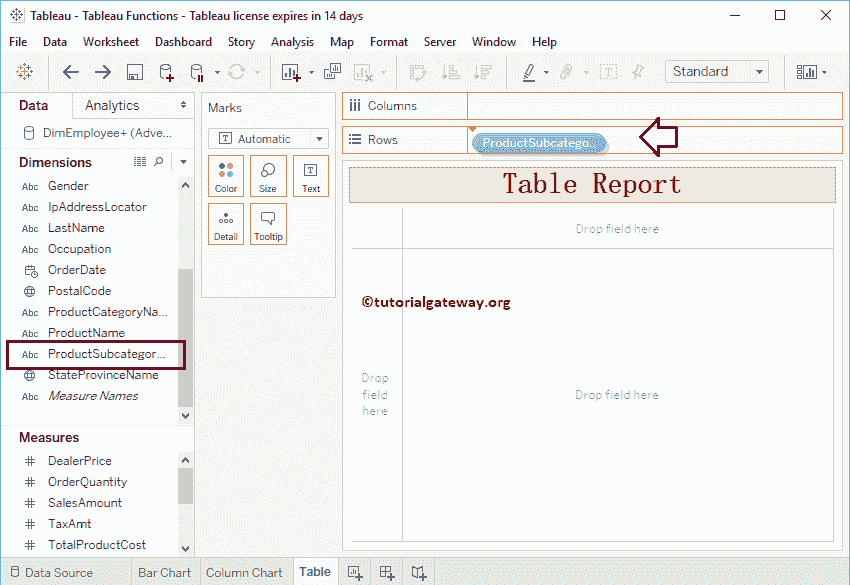 Tableau - Tableau Functions - Tableau license expires in 14 days
File Data Worksheet Dashboard Story Analysis Map Format Server Window Help
Standard
Data Analytics
DimEmployee+ (Adve...
Dimensions
Abc Gender
Abc IpAddressLocator
Abc LastName
Abc Occupation
OrderDate
PostalCode
Abc ProductCategoryNa...
Abc ProductName
Abc ProductSubcategor...
StateProvinceName
Abc Measure Names
Measures
# DealerPrice
# OrderQuantity
# SalesAmount
# TaxAmt
# TotalProductCost
Marks
T Automatic
Color Size Text
Detail Tooltip
Columns
Rows ProductSubcatego..
Table Report
Drop field here
©tutorialgateway.org
Drop
field
here
Drop field here
Data Source Bar Chart Column Chart Table